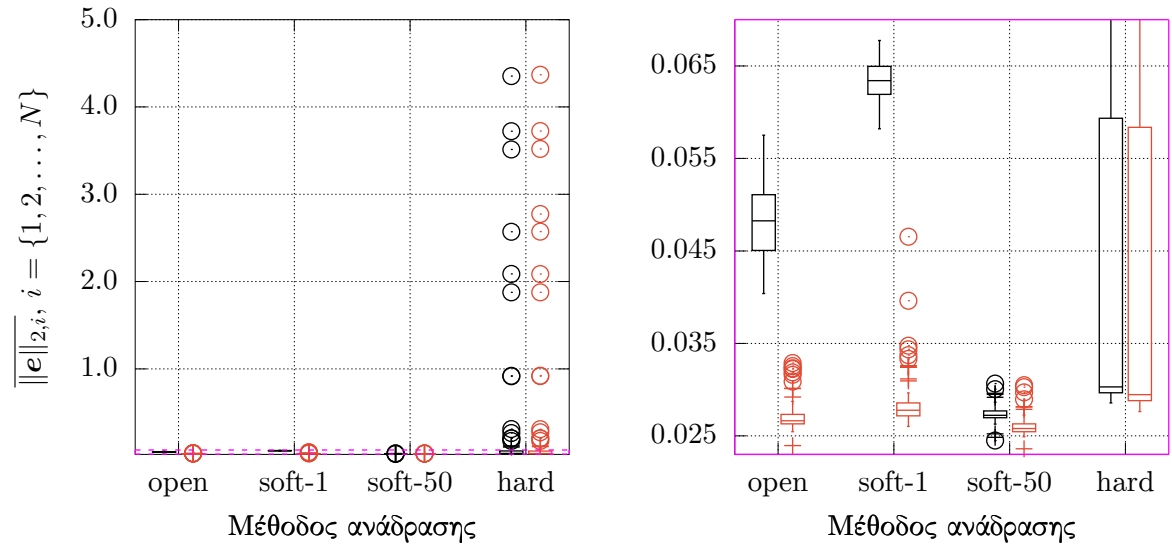 5.0
4.0
3.0
2.0
1.0
$\overline{\|e\|_{2,i}}$, $i = \{1, 2, \ldots, N\}$
open soft-1 soft-50 hard
Μέθοδος ανάδρασης
0.065
0.055
0.045
0.035
0.025
open soft-1 soft-50 hard
Μέθοδος ανάδρασης